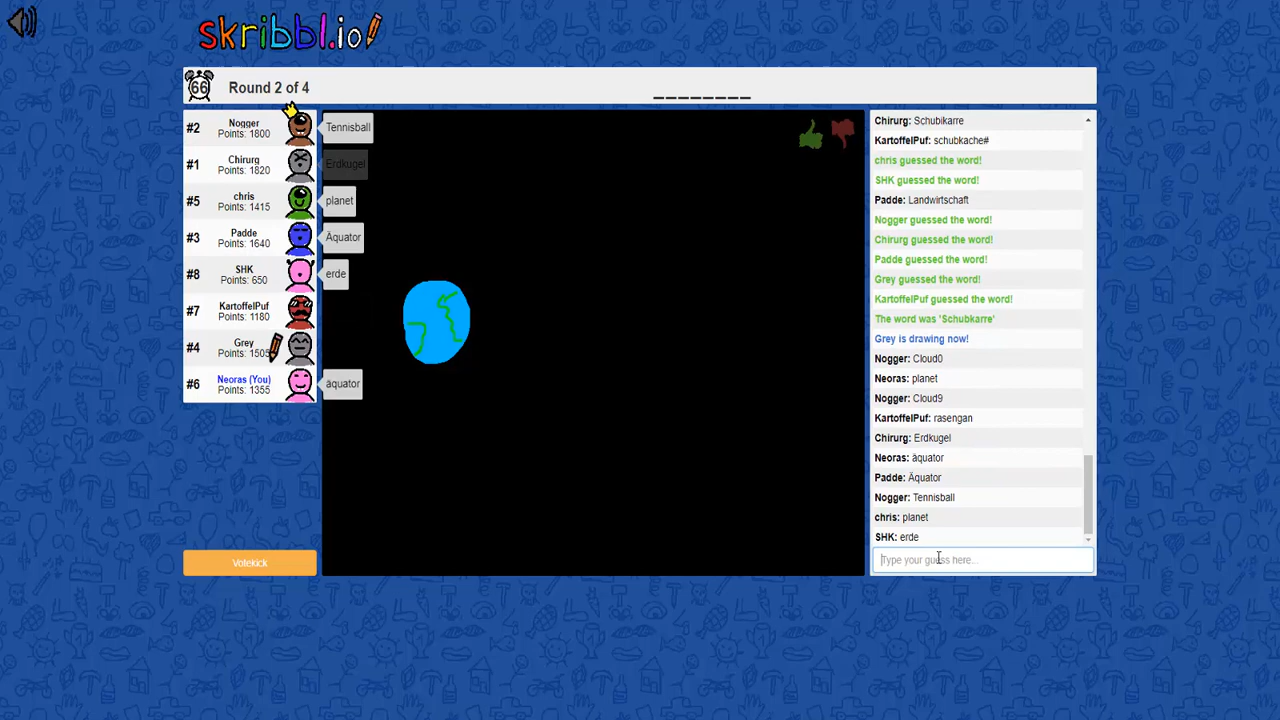 skribbl.io
66
Round 2 of 4
________
#2
Nogger
Points: 1800
Tennisball
#1
Chirurg
Points: 1820
Erdkugel
#5
chris
Points: 1415
planet
#3
Padde
Points: 1640
Äquator
#8
SHK
Points: 650
erde
#7
KartoffelPuf
Points: 1180
#4
Grey
Points: 1505
#6
Neoras (You)
Points: 1355
äquator
Votekick
Chirurg: Schubikarre
KartoffelPuf: schubkache#
chris guessed the word!
SHK guessed the word!
Padde: Landwirtschaft
Nogger guessed the word!
Chirurg guessed the word!
Padde guessed the word!
Grey guessed the word!
KartoffelPuf guessed the word!
The word was 'Schubkarre'
Grey is drawing now!
Nogger: Cloud0
Neoras: planet
Nogger: Cloud9
KartoffelPuf: rasengan
Chirurg: Erdkugel
Neoras: äquator
Padde: Äquator
Nogger: Tennisball
chris: planet
SHK: erde
Type your guess here...